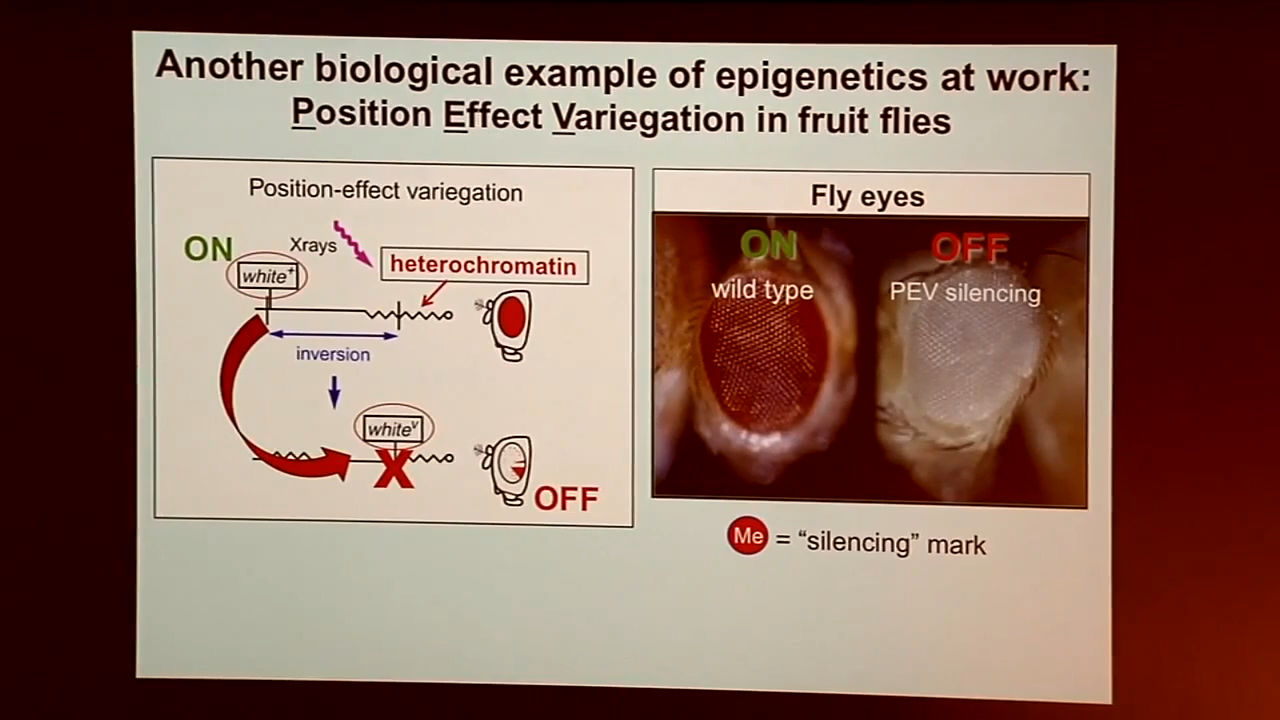 Another biological example of epigenetics at work:
Position Effect Variegation in fruit flies
Position-effect variegation
ON
Xrays
heterochromatin
white+
inversion
whitev
X
OFF
Fly eyes
ON
OFF
wild type
PEV silencing
Me = “silencing” mark